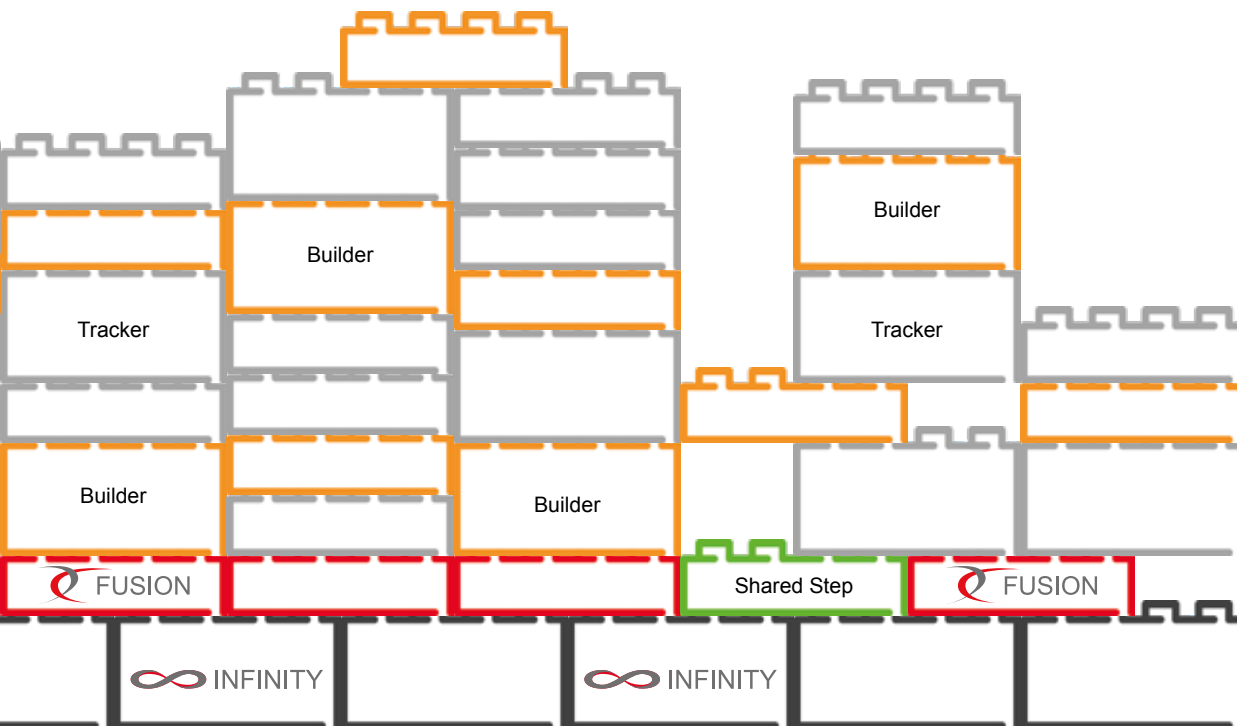 Builder
Builder
Tracker
Tracker
Builder
Builder
FUSION
Shared Step
FUSION
INFINITY
INFINITY